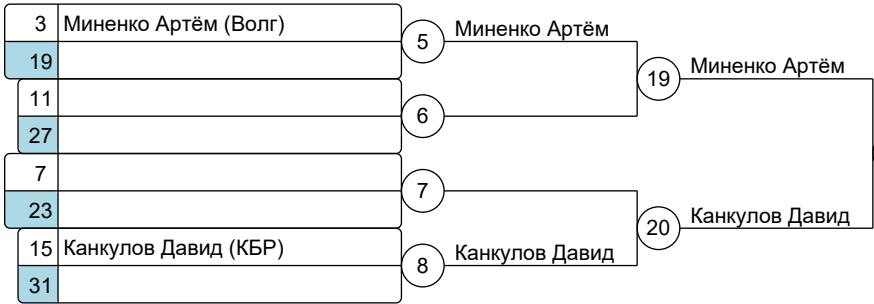 3 Миненко Артём (Волг)
19
5 Миненко Артём
11
27
6
19 Миненко Артём
7
23
7
15 Канкулов Давид (КБР)
31
8 Канкулов Давид
20 Канкулов Давид